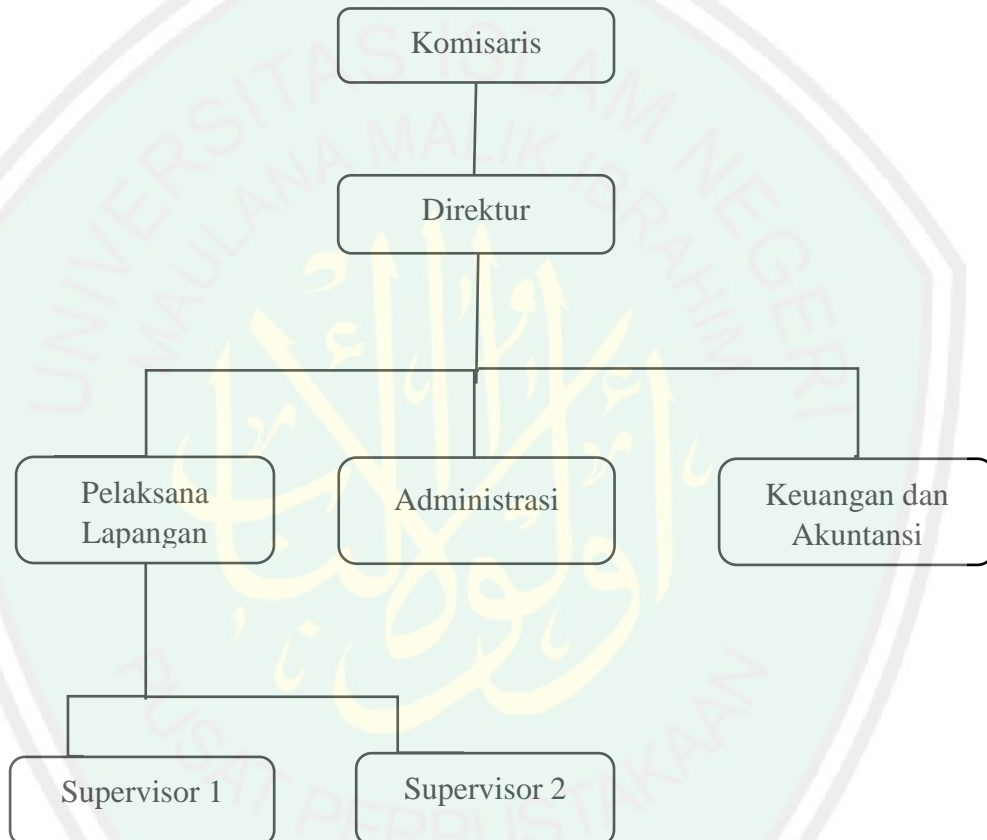 Komisaris
Direktur
Pelaksana
Lapangan
Administrasi
Keuangan dan
Akuntansi
Supervisor 1
Supervisor 2
UNIVERSITAS ISLAM NEGERI
MAULANA MALIK IBRAHIM
PUSAT PERPUSTAKAAN